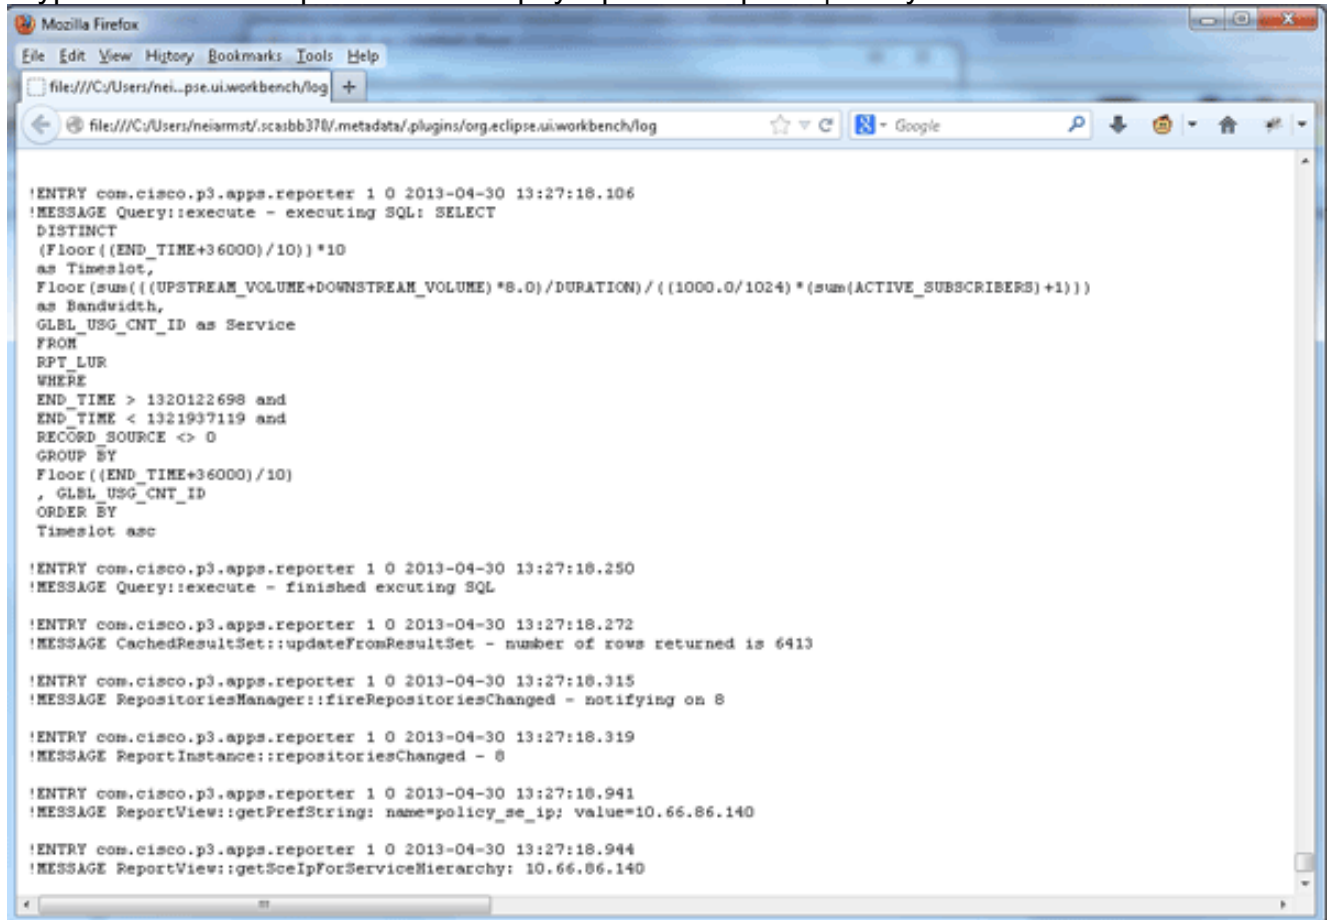 Mozilla Firefox
File Edit View History Bookmarks Tools Help
file:///C:/Users/nei...pse.ui.workbench/log +
file:///C:/Users/neiarmst/.scasbb378/.metadata/.plugins/org.eclipse.ui.workbench/log Google
!ENTRY com.cisco.p3.apps.reporter 1 0 2013-04-30 13:27:18.106
!MESSAGE Query::execute - executing SQL: SELECT
DISTINCT
(Floor((END_TIME+36000)/10))*10
as Timeslot,
Floor(sum(((UPSTREAM_VOLUME+DOWNSTREAM_VOLUME)*8.0)/DURATION)/((1000.0/1024)*(sum(ACTIVE_SUBSCRIBERS)+1)))
as Bandwidth,
GLBL_USG_CNT_ID as Service
FROM
RPT_LUR
WHERE
END_TIME > 1320122698 and
END_TIME < 1321937119 and
RECORD_SOURCE <> 0
GROUP BY
Floor((END_TIME+36000)/10)
, GLBL_USG_CNT_ID
ORDER BY
Timeslot asc
!ENTRY com.cisco.p3.apps.reporter 1 0 2013-04-30 13:27:18.250
!MESSAGE Query::execute - finished excuting SQL
!ENTRY com.cisco.p3.apps.reporter 1 0 2013-04-30 13:27:18.272
!MESSAGE CachedResultSet::updateFromResultSet - number of rows returned is 6413
!ENTRY com.cisco.p3.apps.reporter 1 0 2013-04-30 13:27:18.315
!MESSAGE RepositoriesManager::fireRepositoriesChanged - notifying on 8
!ENTRY com.cisco.p3.apps.reporter 1 0 2013-04-30 13:27:18.319
!MESSAGE ReportInstance::repositoriesChanged - 8
!ENTRY com.cisco.p3.apps.reporter 1 0 2013-04-30 13:27:18.941
!MESSAGE ReportView::getPrefString: name=policy_se_ip; value=10.66.86.140
!ENTRY com.cisco.p3.apps.reporter 1 0 2013-04-30 13:27:18.944
!MESSAGE ReportView::getSceIpForServiceHierarchy: 10.66.86.140